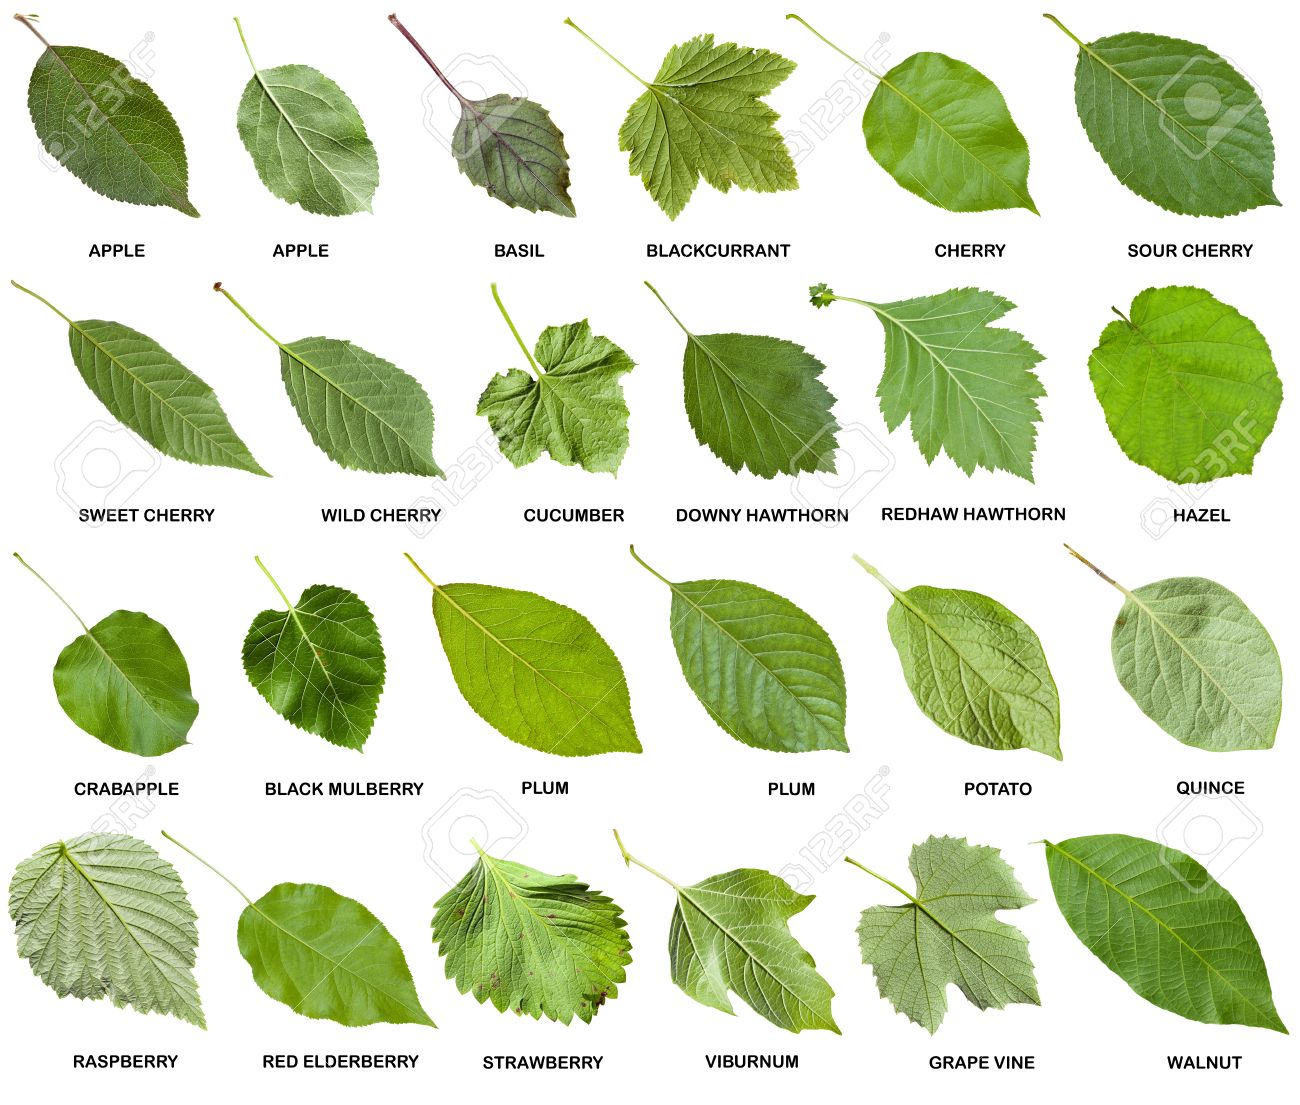 APPLE APPLE BASIL BLACKCURRANT CHERRY SOUR CHERRY
SWEET CHERRY WILD CHERRY CUCUMBER DOWNY HAWTHORN REDHAW HAWTHORN HAZEL
CRABAPPLE BLACK MULBERRY PLUM PLUM POTATO QUINCE
RASPBERRY RED ELDERBERRY STRAWBERRY VIBURNUM GRAPE VINE WALNUT
123RF